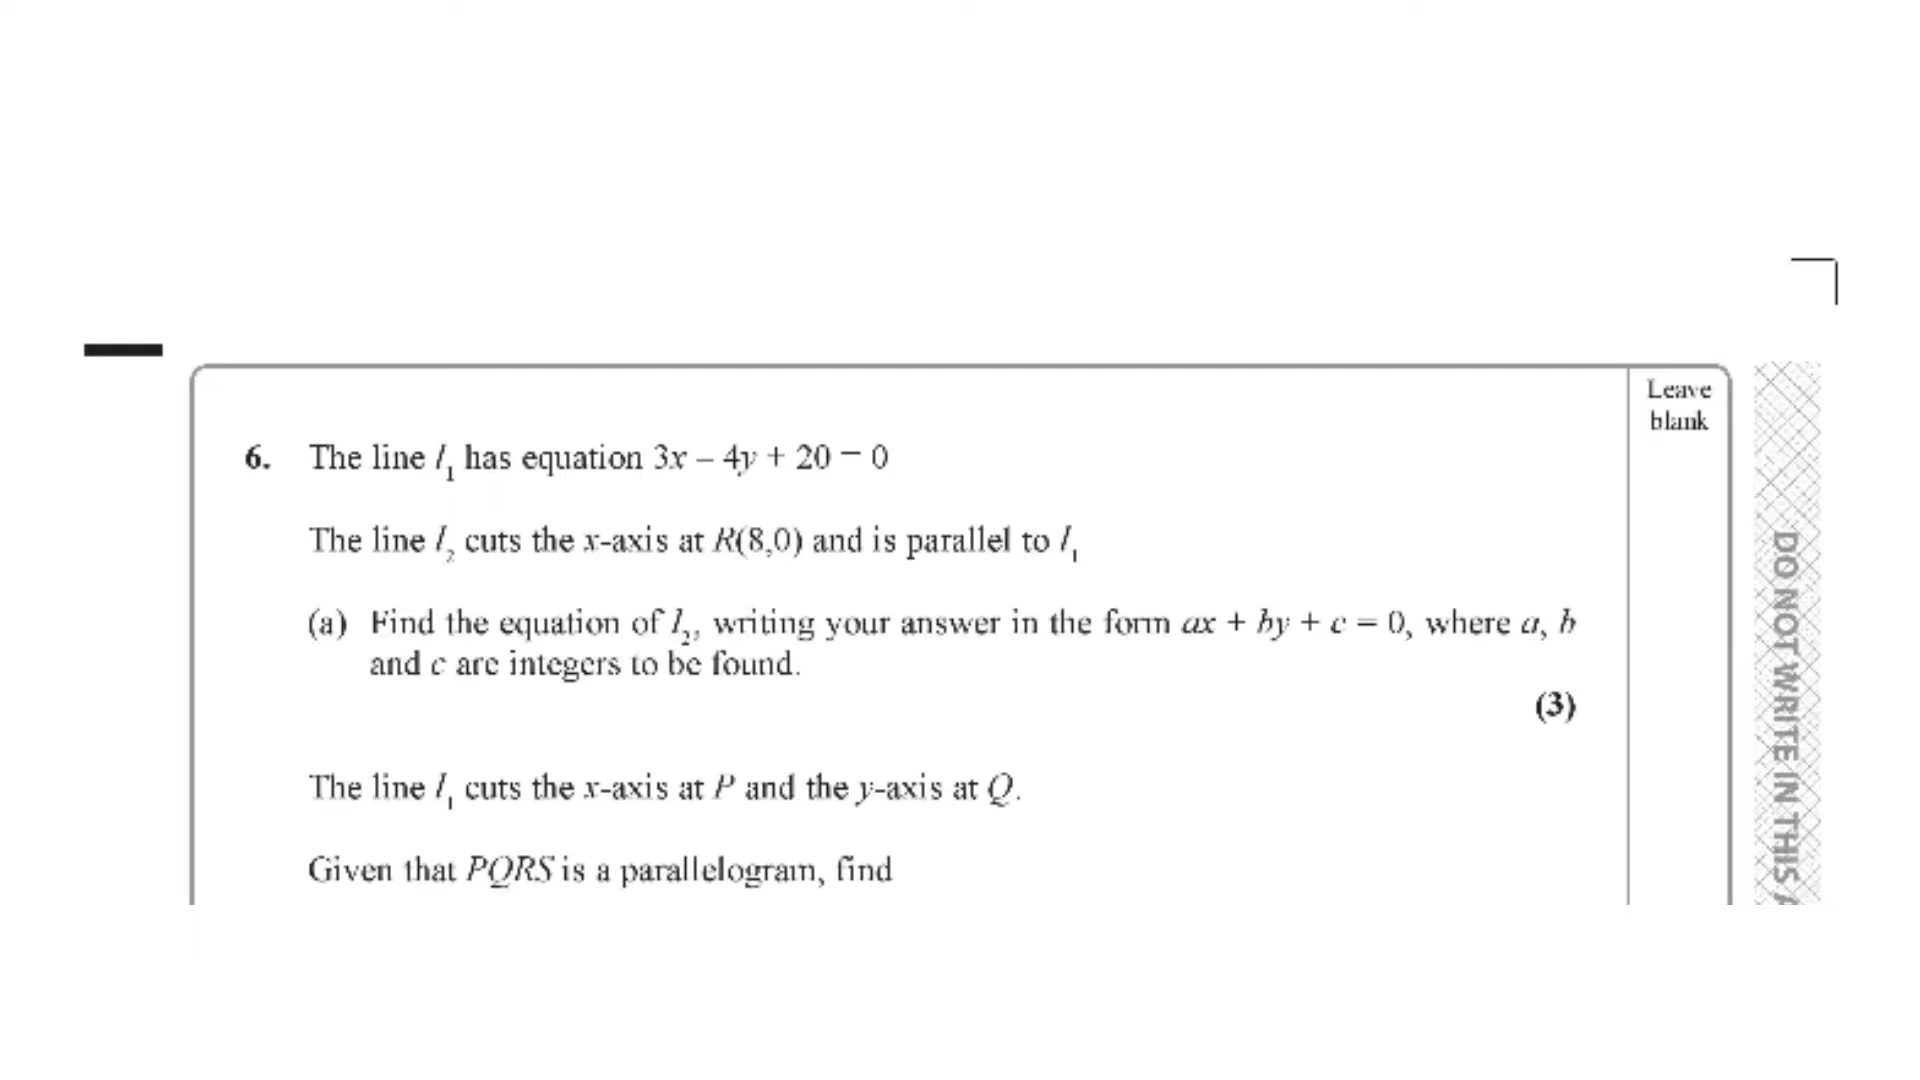 Leave
blank
6. The line l₁ has equation 3x – 4y + 20 = 0
The line l₂ cuts the x-axis at R(8,0) and is parallel to l₁
(a) Find the equation of l₂, writing your answer in the form ax + by + c = 0, where a, b
and c are integers to be found.
(3)
The line l₁ cuts the x-axis at P and the y-axis at Q.
Given that PQRS is a parallelogram, find
DO NOT WRITE IN THIS